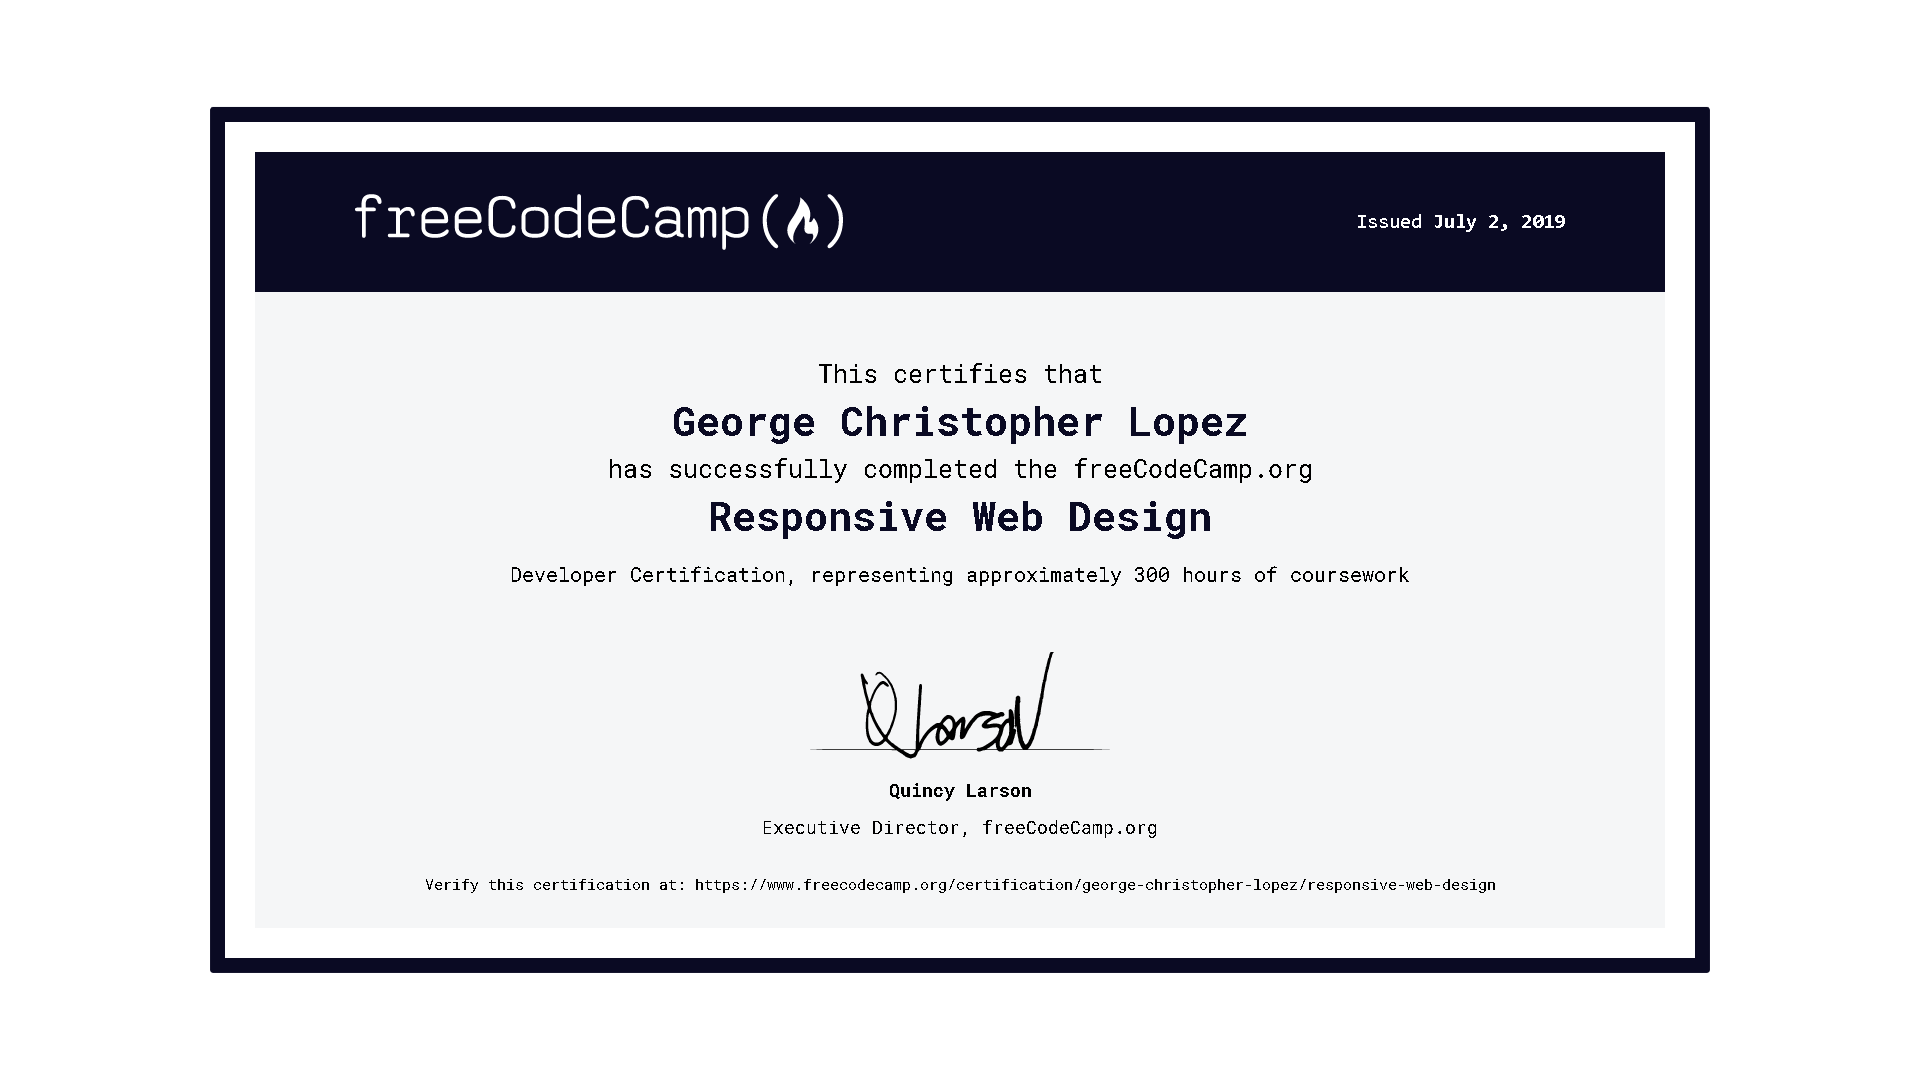 freeCodeCamp
Issued July 2, 2019
This certifies that
George Christopher Lopez
has successfully completed the freeCodeCamp.org
Responsive Web Design
Developer Certification, representing approximately 300 hours of coursework
Q Larson
Quincy Larson
Executive Director, freeCodeCamp.org
Verify this certification at: https://www.freecodecamp.org/certification/george-christopher-lopez/responsive-web-design